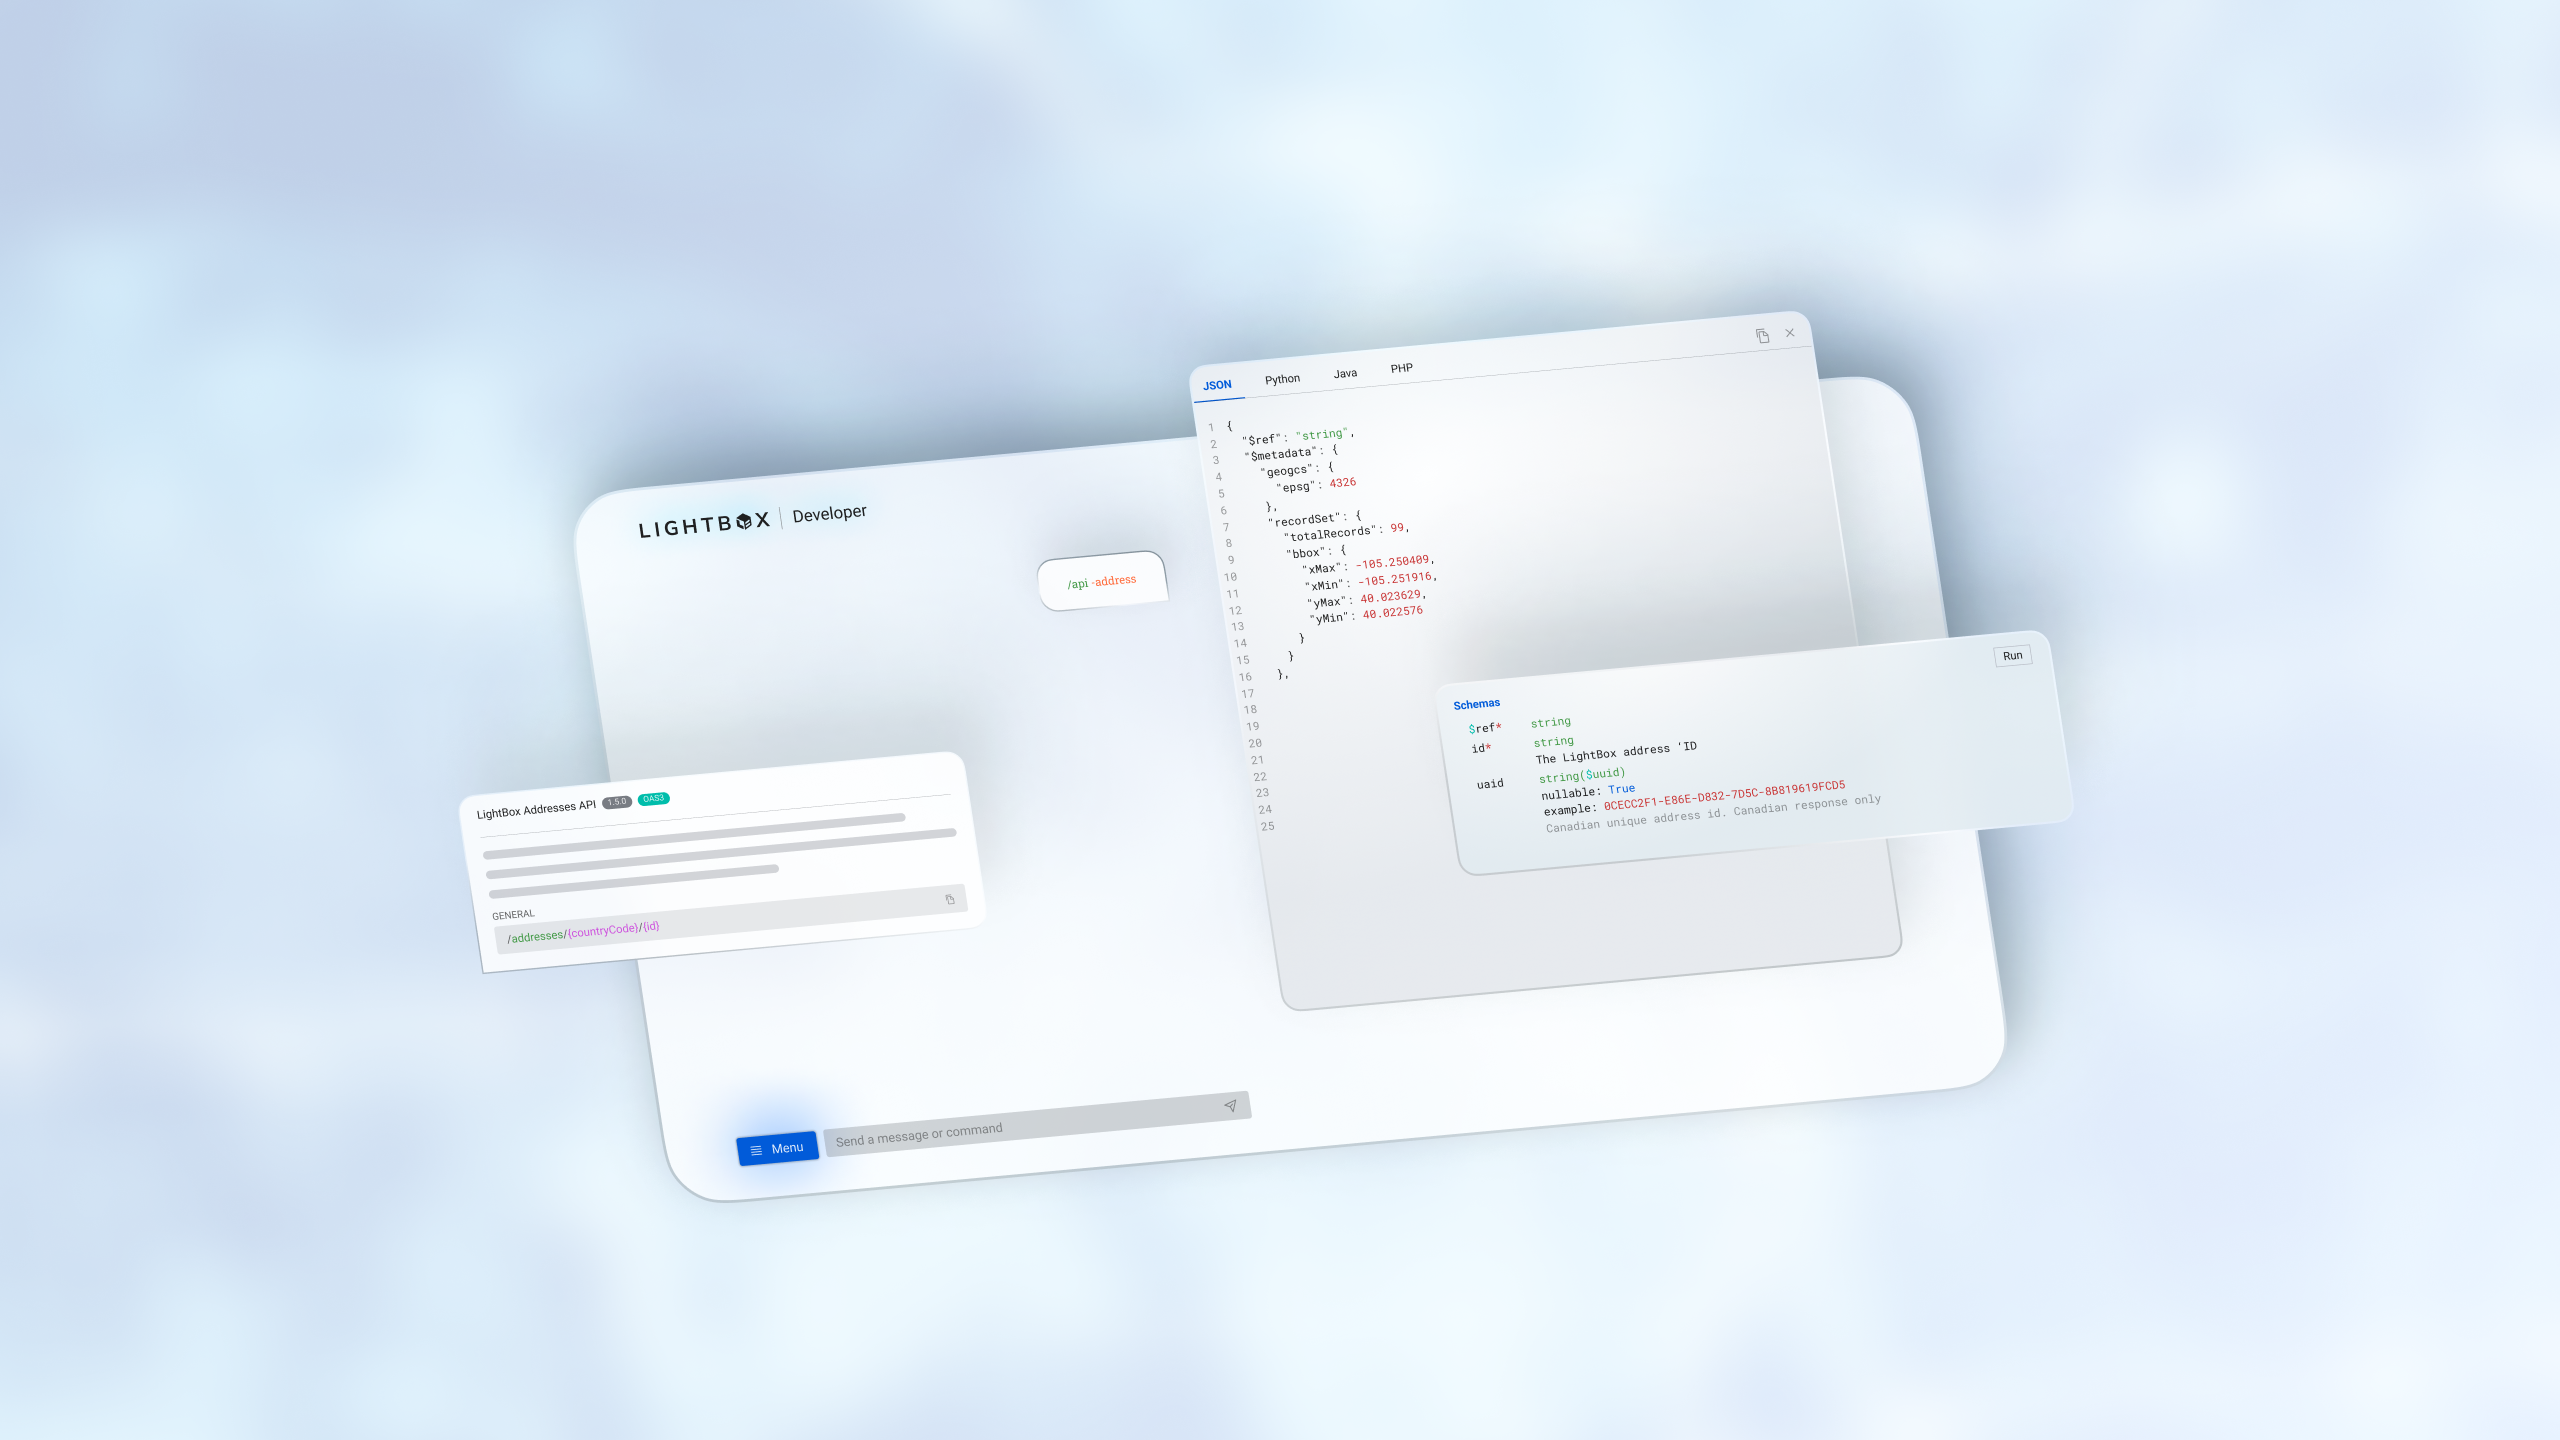 LIGHTBOX | Developer
/api -address
LightBox Addresses API 1.5.0 OAS3
GENERAL
/addresses/{countryCode}/{id}
Menu
Send a message or command
JSON Python Java PHP
1 {
2 "$ref": "string",
3 "$metadata": {
4 "geogcs": {
5 "epsg": 4326
6 },
7 "recordSet": {
8 "totalRecords": 99,
9 "bbox": {
10 "xMax": -105.250409,
11 "xMin": -105.251916,
12 "yMax": 40.023629,
13 "yMin": 40.022576
14 }
15 }
16 },
17
18
19
20
21
22
23
24
25
Run
Schemas
$ref* string
id* string
The LightBox address ‘ID
uaid string($uuid)
nullable: True
example: 0CECC2F1-E86E-D832-7D5C-8B819619FCD5
Canadian unique address id. Canadian response only